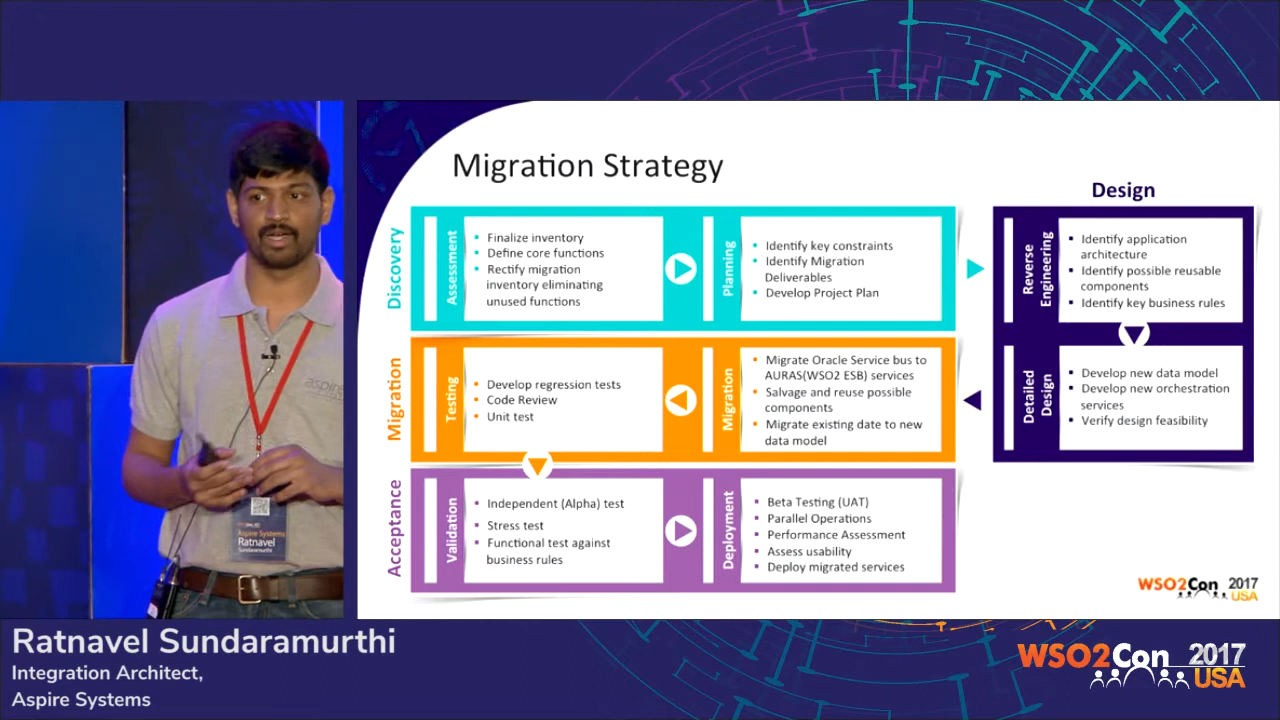 Migration Strategy
Discovery
Assessment
Finalize inventory
Define core functions
Rectify migration
inventory eliminating
unused functions
Planning
Identify key constraints
Identify Migration
Deliverables
Develop Project Plan
Design
Reverse
Engineering
Identify application
architecture
Identify possible reusable
components
Identify key business rules
Detailed
Design
Develop new data model
Develop new orchestration
services
Verify design feasibility
Migration
Migration
Migrate Oracle Service bus to
AURAS(WSO2 ESB) services
Salvage and reuse possible
components
Migrate existing date to new
data model
Testing
Develop regression tests
Code Review
Unit test
Acceptance
Validation
Independent (Alpha) test
Stress test
Functional test against
business rules
Deployment
Beta Testing (UAT)
Parallel Operations
Performance Assessment
Assess usability
Deploy migrated services
WSO2Con 2017
USA
aspire
Aspire Systems
Ratnavel
Sundaramurthi
Ratnavel Sundaramurthi
Integration Architect,
Aspire Systems
WSO2Con 2017
USA